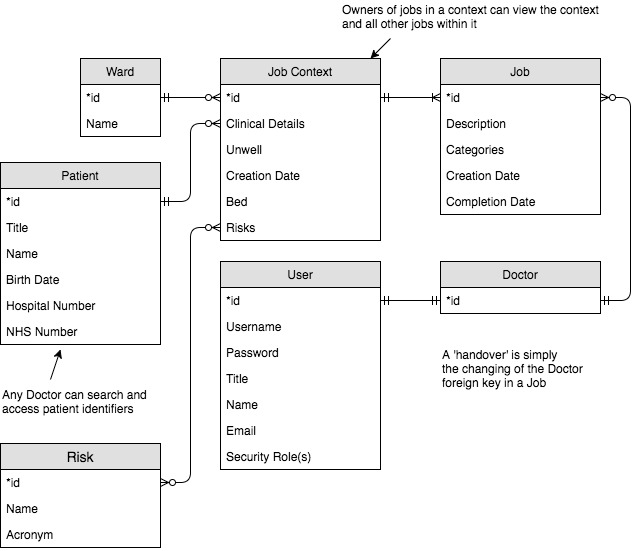 Owners of jobs in a context can view the context
and all other jobs within it
Ward
*id
Name
Job Context
*id
Clinical Details
Unwell
Creation Date
Bed
Risks
Job
*id
Description
Categories
Creation Date
Completion Date
Patient
*id
Title
Name
Birth Date
Hospital Number
NHS Number
User
*id
Username
Password
Title
Name
Email
Security Role(s)
Doctor
*id
A 'handover' is simply
the changing of the Doctor
foreign key in a Job
Any Doctor can search and
access patient identifiers
Risk
*id
Name
Acronym